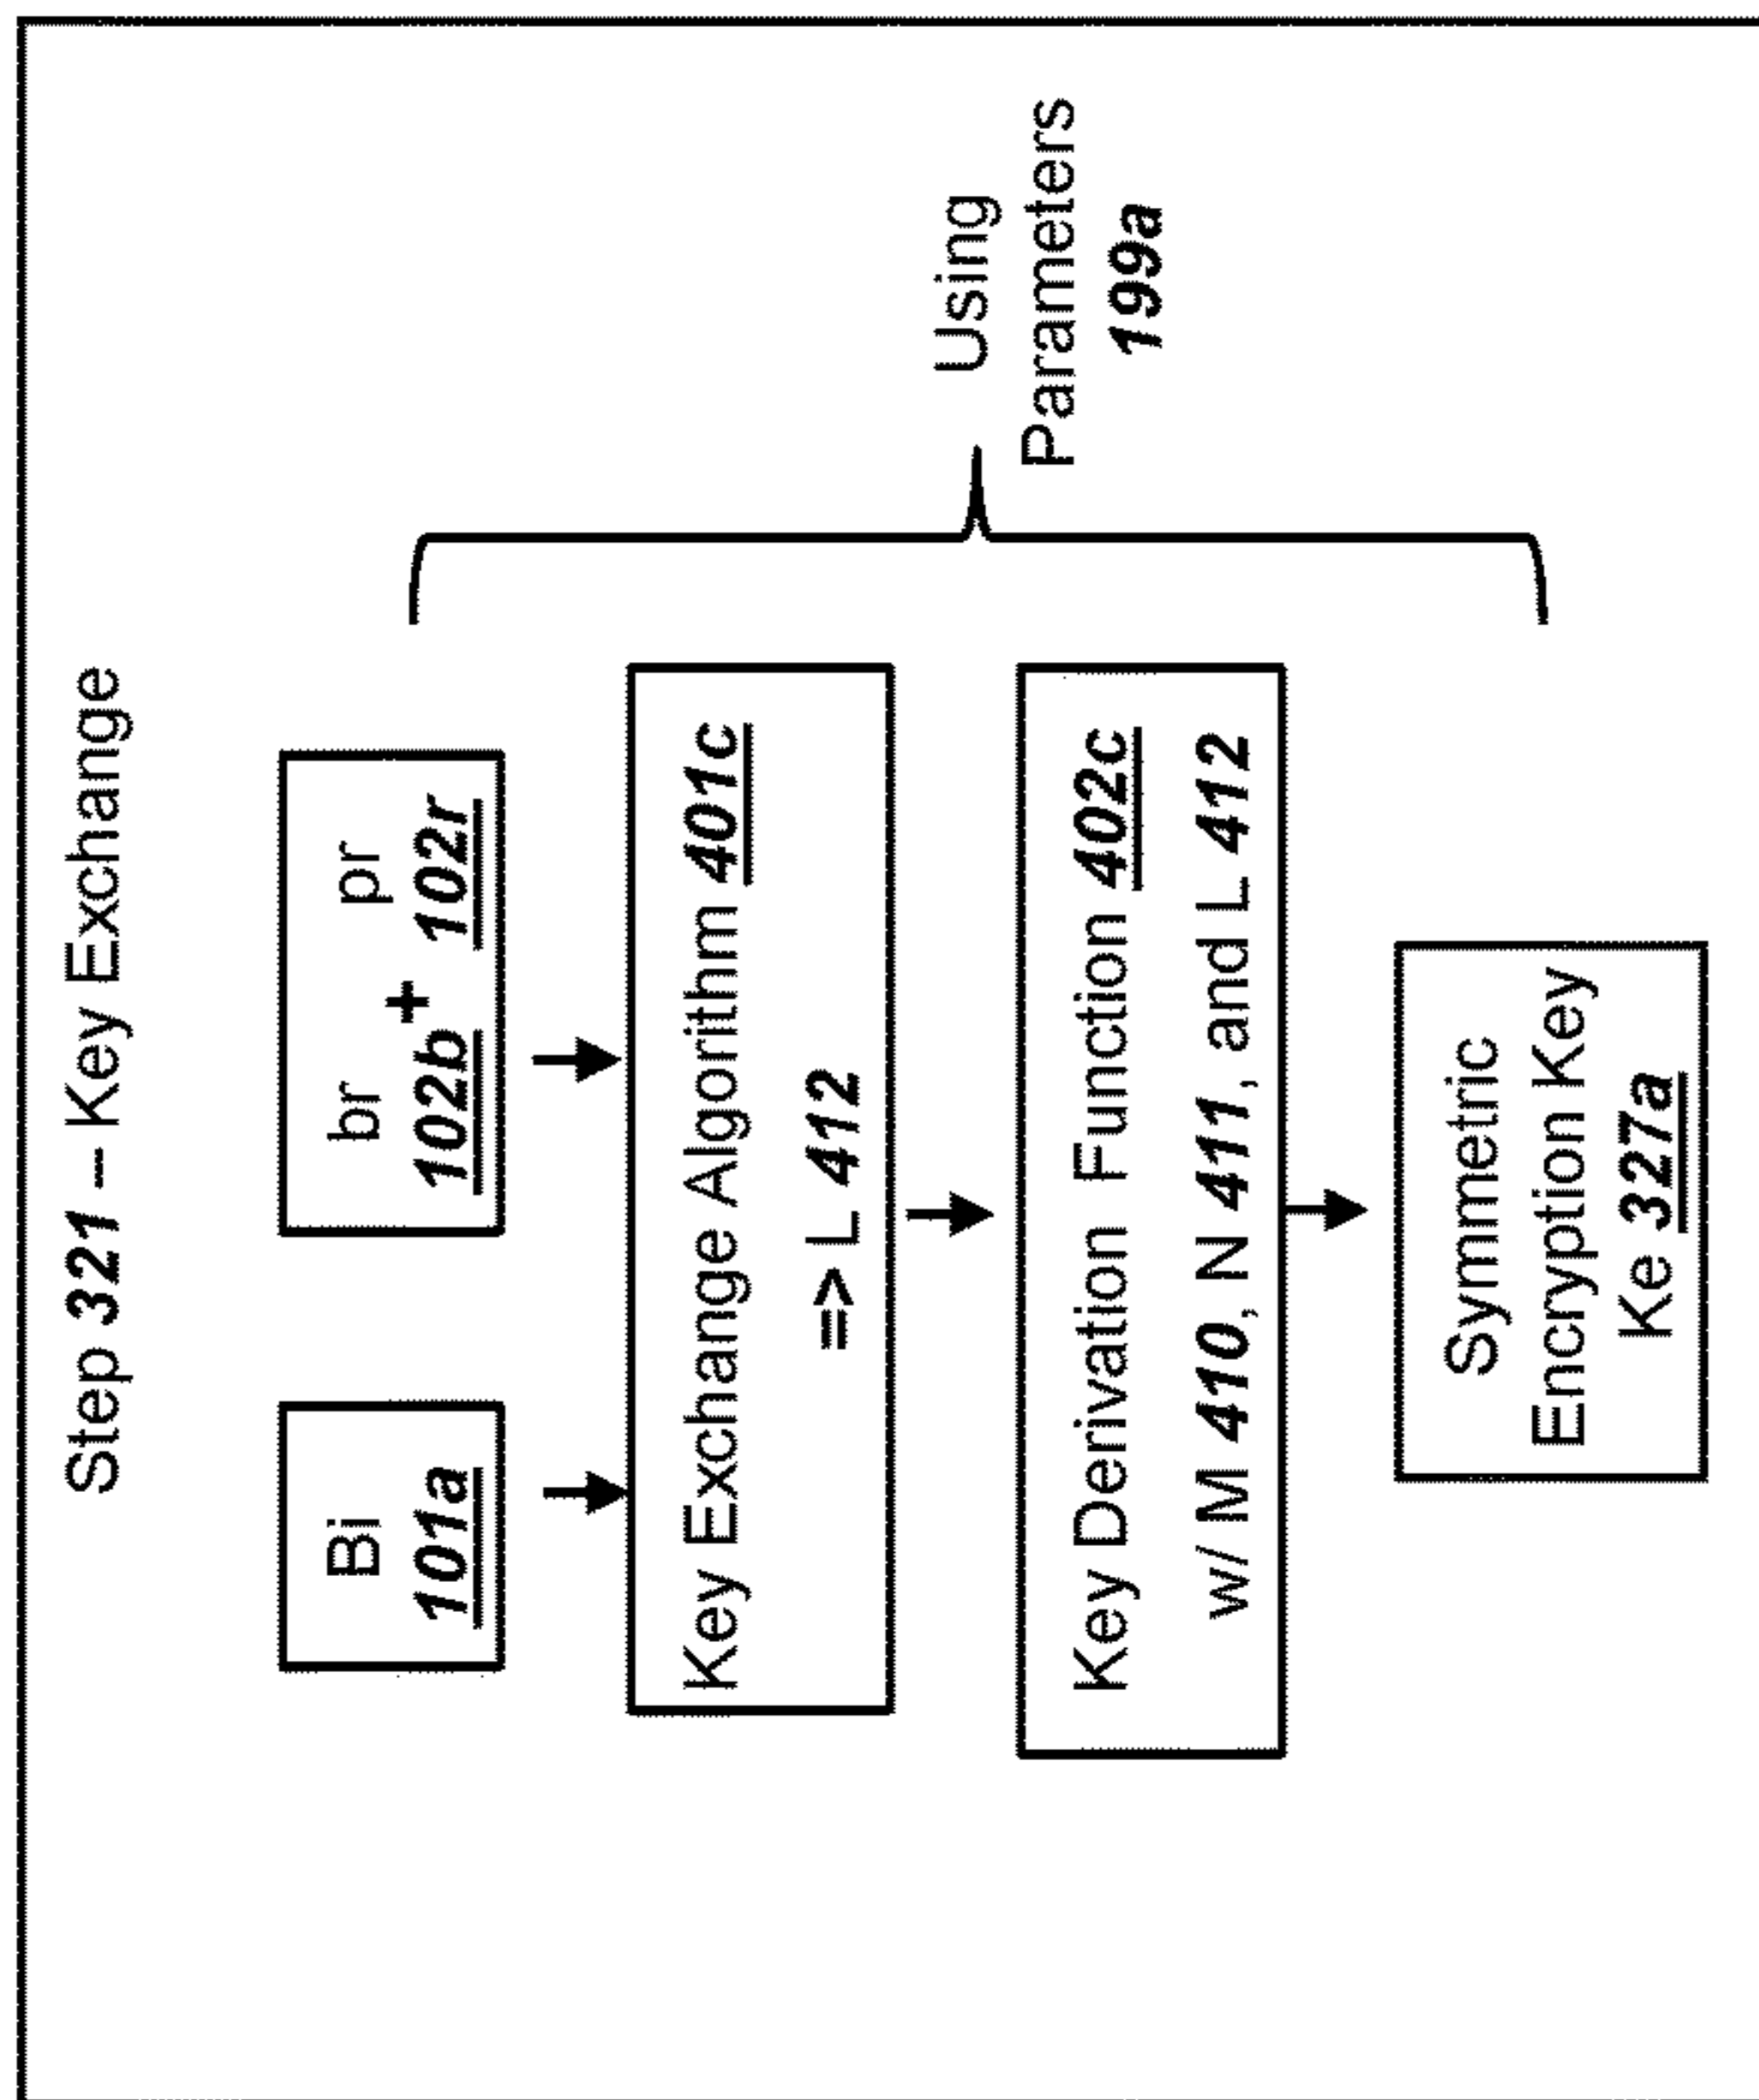 Step 321 – Key Exchange
Bi
101a
br + pr
102b 102r
Key Exchange Algorithm 401c
=> L 412
Key Derivation Function 402c
w/ M 410, N 411, and L 412
Symmetric
Encryption Key
Ke 327a
Using
Parameters
199a